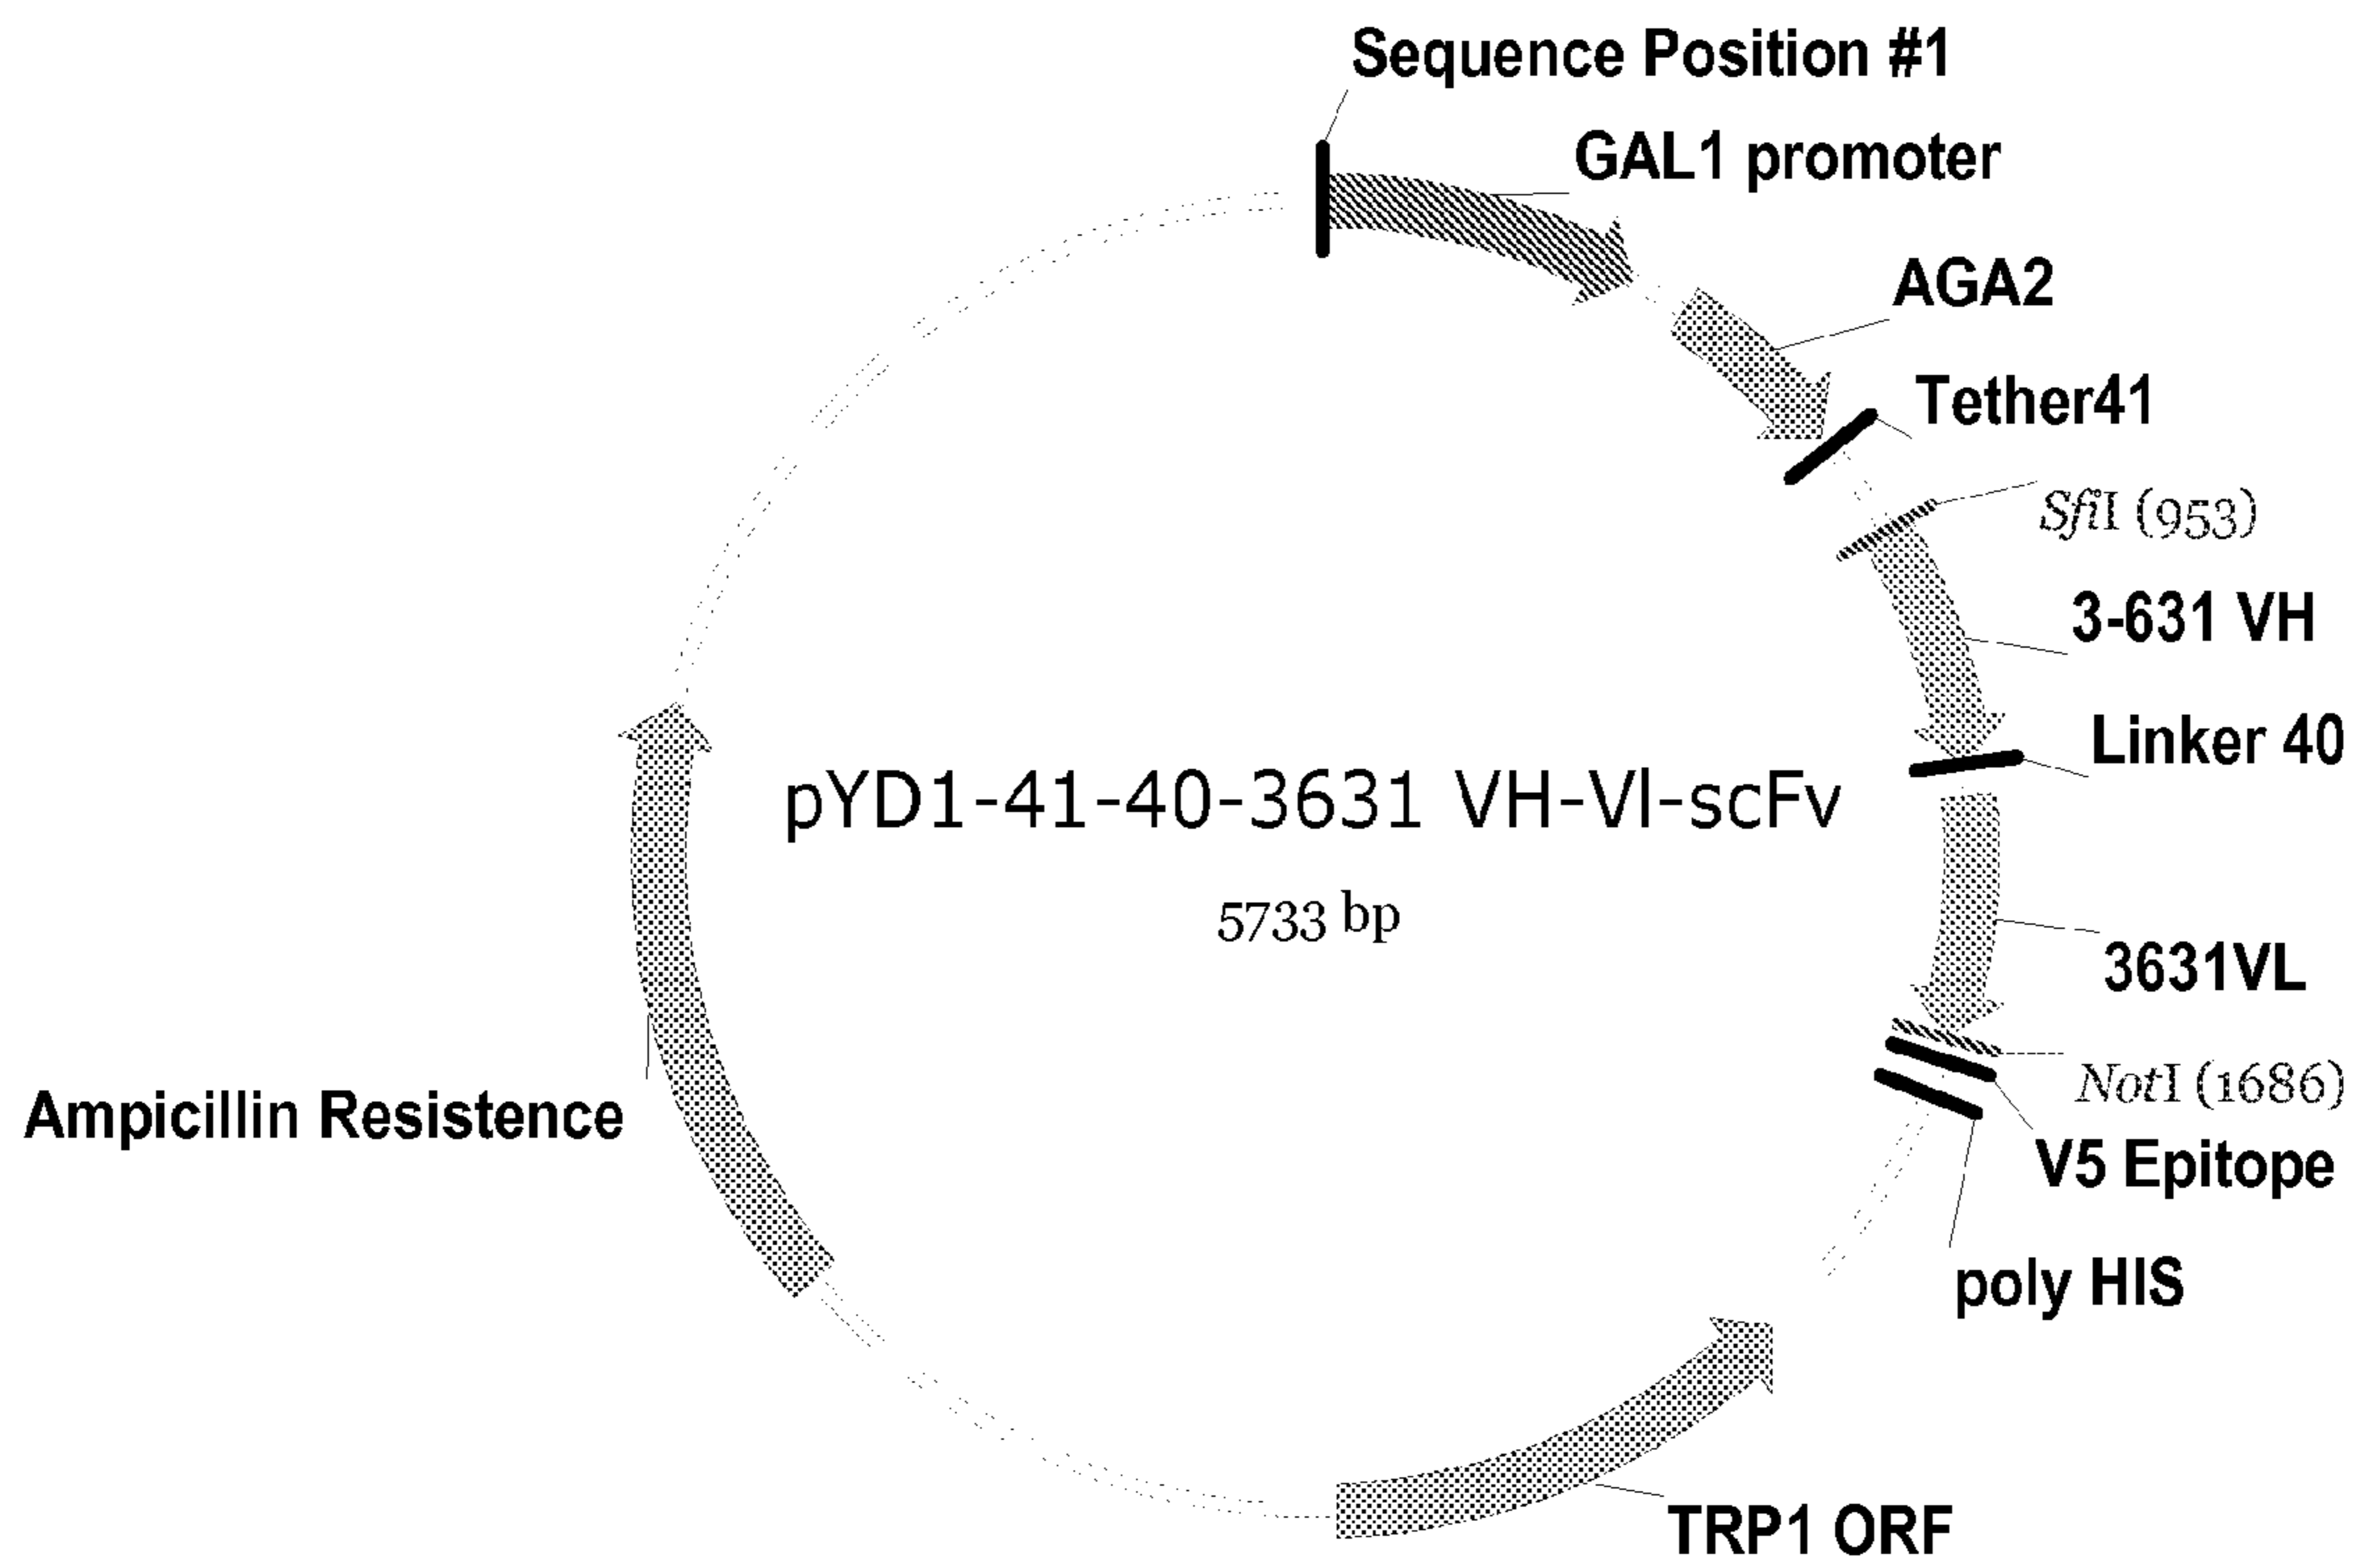 Sequence Position #1
GAL1 promoter
AGA2
Tether41
SfiI (953)
3-631 VH
Linker 40
pYD1-41-40-3631 VH-Vl-scFv
5733 bp
3631VL
NotI (1686)
V5 Epitope
poly HIS
Ampicillin Resistence
TRP1 ORF